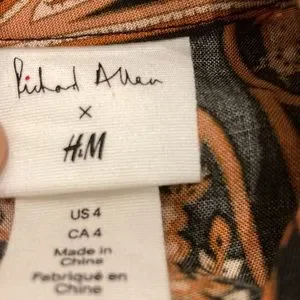 Richard Allan
×
H&M
US 4
CA 4
Made in
China
Fabriqué en
Chine